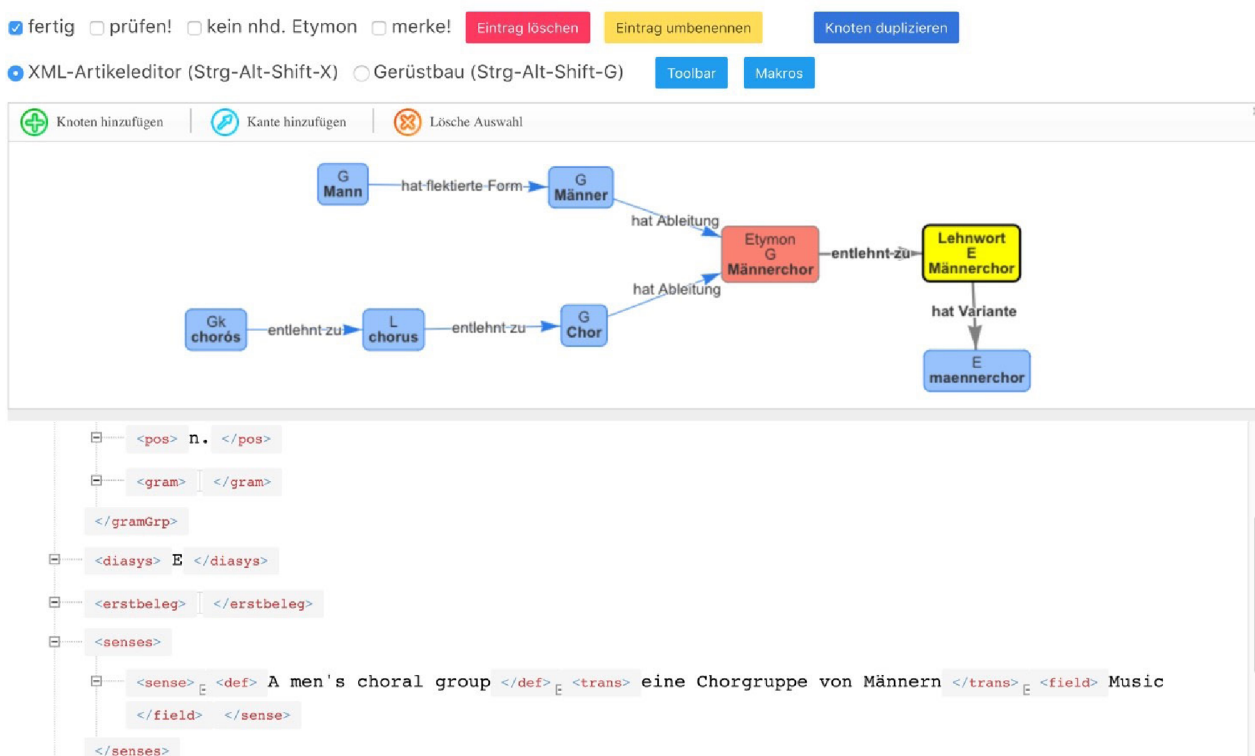 fertig prüfen! kein nhd. Etymon merke! Eintrag löschen Eintrag umbenennen Knoten duplizieren
XML-Artikeleditor (Strg-Alt-Shift-X) Gerüstbau (Strg-Alt-Shift-G) Toolbar Makros
Knoten hinzufügen Kante hinzufügen Lösche Auswahl
G
Mann
hat flektierte Form
G
Männer
hat Ableitung
Etymon
G
Männerchor
entlehnt zu
Lehnwort
E
Männerchor
hat Ableitung
hat Variante
Gk
chorós
entlehnt zu
L
chorus
entlehnt zu
G
Chor
E
maennerchor
<pos> n. </pos>
<gram> </gram>
</gramGrp>
<diasys> E </diasys>
<erstbeleg> </erstbeleg>
<senses>
<sense> <def> A men's choral group </def> <trans> eine Chorgruppe von Männern </trans> <field> Music
</field> </sense>
</senses>